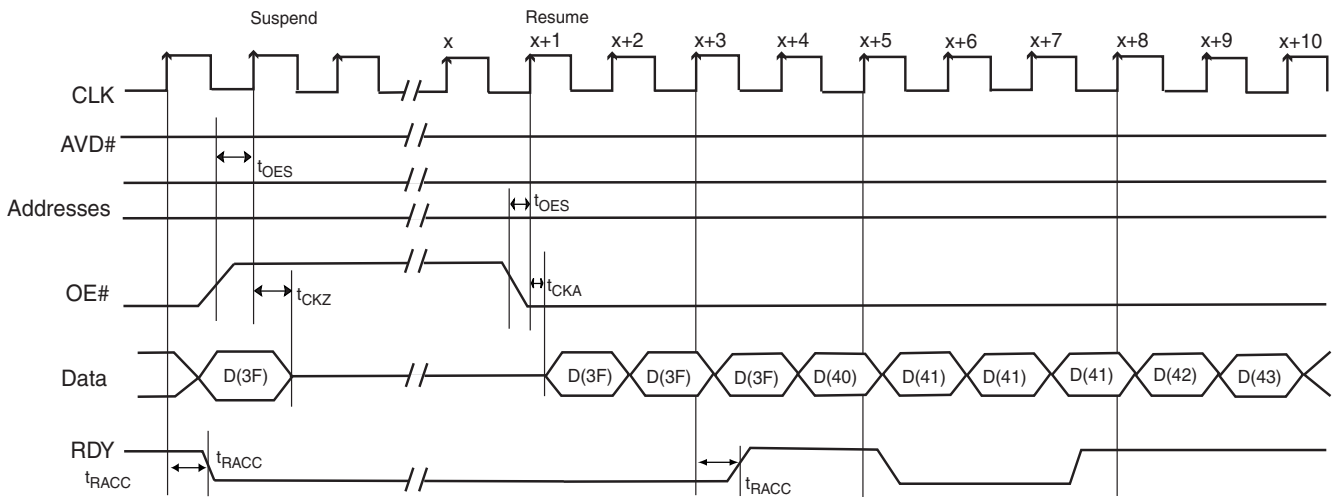 Suspend Resume
x x+1 x+2 x+3 x+4 x+5 x+6 x+7 x+8 x+9 x+10
CLK
AVD#
tOES
Addresses
tOES
OE#
tCKZ tCKA
Data D(3F) D(3F) D(3F) D(3F) D(40) D(41) D(41) D(41) D(42) D(43)
RDY
tRACC tRACC tRACC